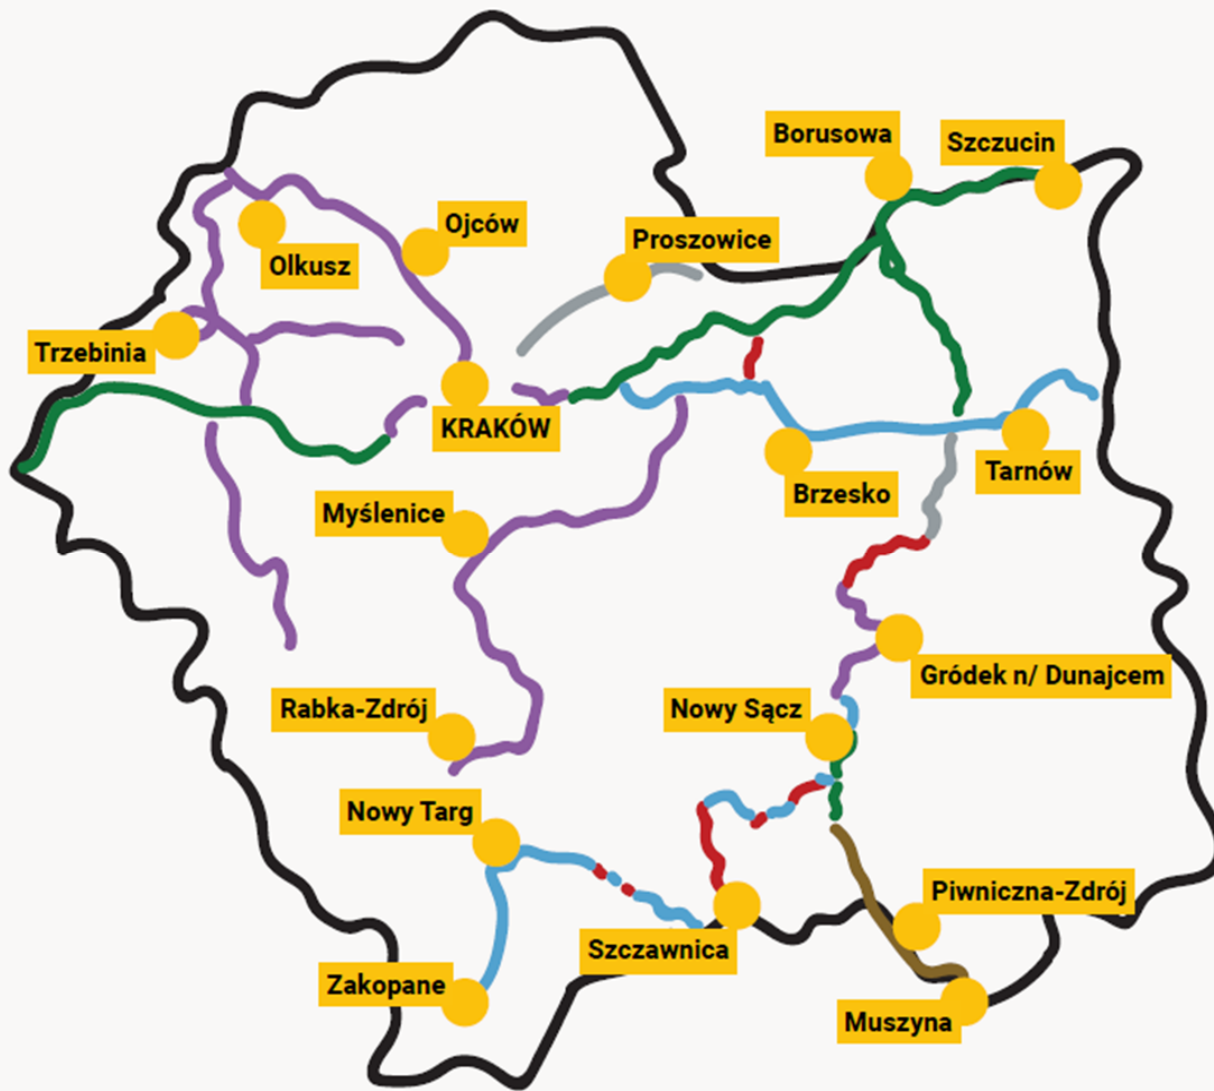 Borusowa
Szczucin
Ojców
Proszowice
Olkusz
Trzebinia
KRAKÓW
Tarnów
Brzesko
Myślenice
Gródek n/ Dunajcem
Rabka-Zdrój
Nowy Sącz
Nowy Targ
Piwniczna-Zdrój
Szczawnica
Zakopane
Muszyna